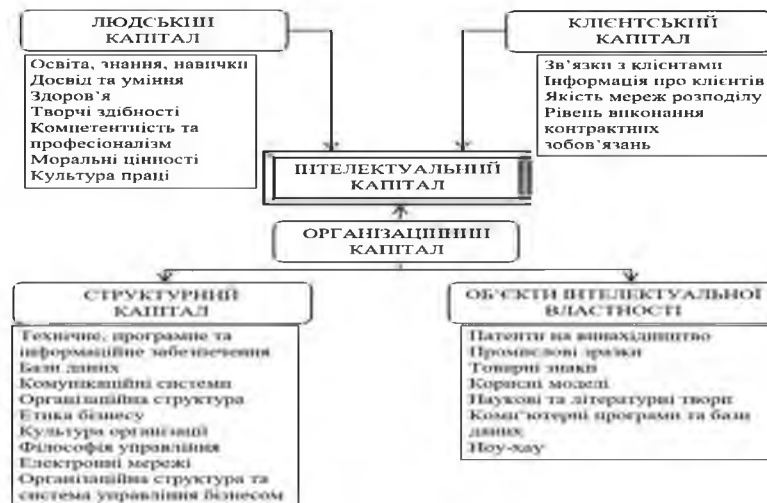 ЛЮДСЬКИЙ
КАПІТАЛ
Освіта, знання, навички
Досвід та уміння
Здоров'я
Творчі здібності
Компетентність та
професіоналізм
Моральні цінності
Культура праці
КЛІЄНТСЬКИЙ
КАПІТАЛ
Зв'язки з клієнтами
Інформація про клієнтів
Якість мереж розподілу
Рівень виконання
контрактних
зобов'язань
ІНТЕЛЕКТУАЛЬНИЙ
КАПІТАЛ
ОРГАНІЗАЦІЙНИЙ
КАПІТАЛ
СТРУКТУРНИЙ
КАПІТАЛ
Технічне, програмне та
інформаційне забезпечення
Бази даних
Комунікаційні системи
Організаційна структура
Етика бізнесу
Культура організації
Філософія управління
Електронні мережі
Організаційна структура та
система управління бізнесом
ОБ'ЄКТИ ІНТЕЛЕКТУАЛЬНОЇ
ВЛАСТНОСТІ
Патенти на винахідництво
Промислові зразки
Товарні знаки
Корисні моделі
Наукові та літературні твори
Комп'ютерні програми та бази
даних
Ноу-хау